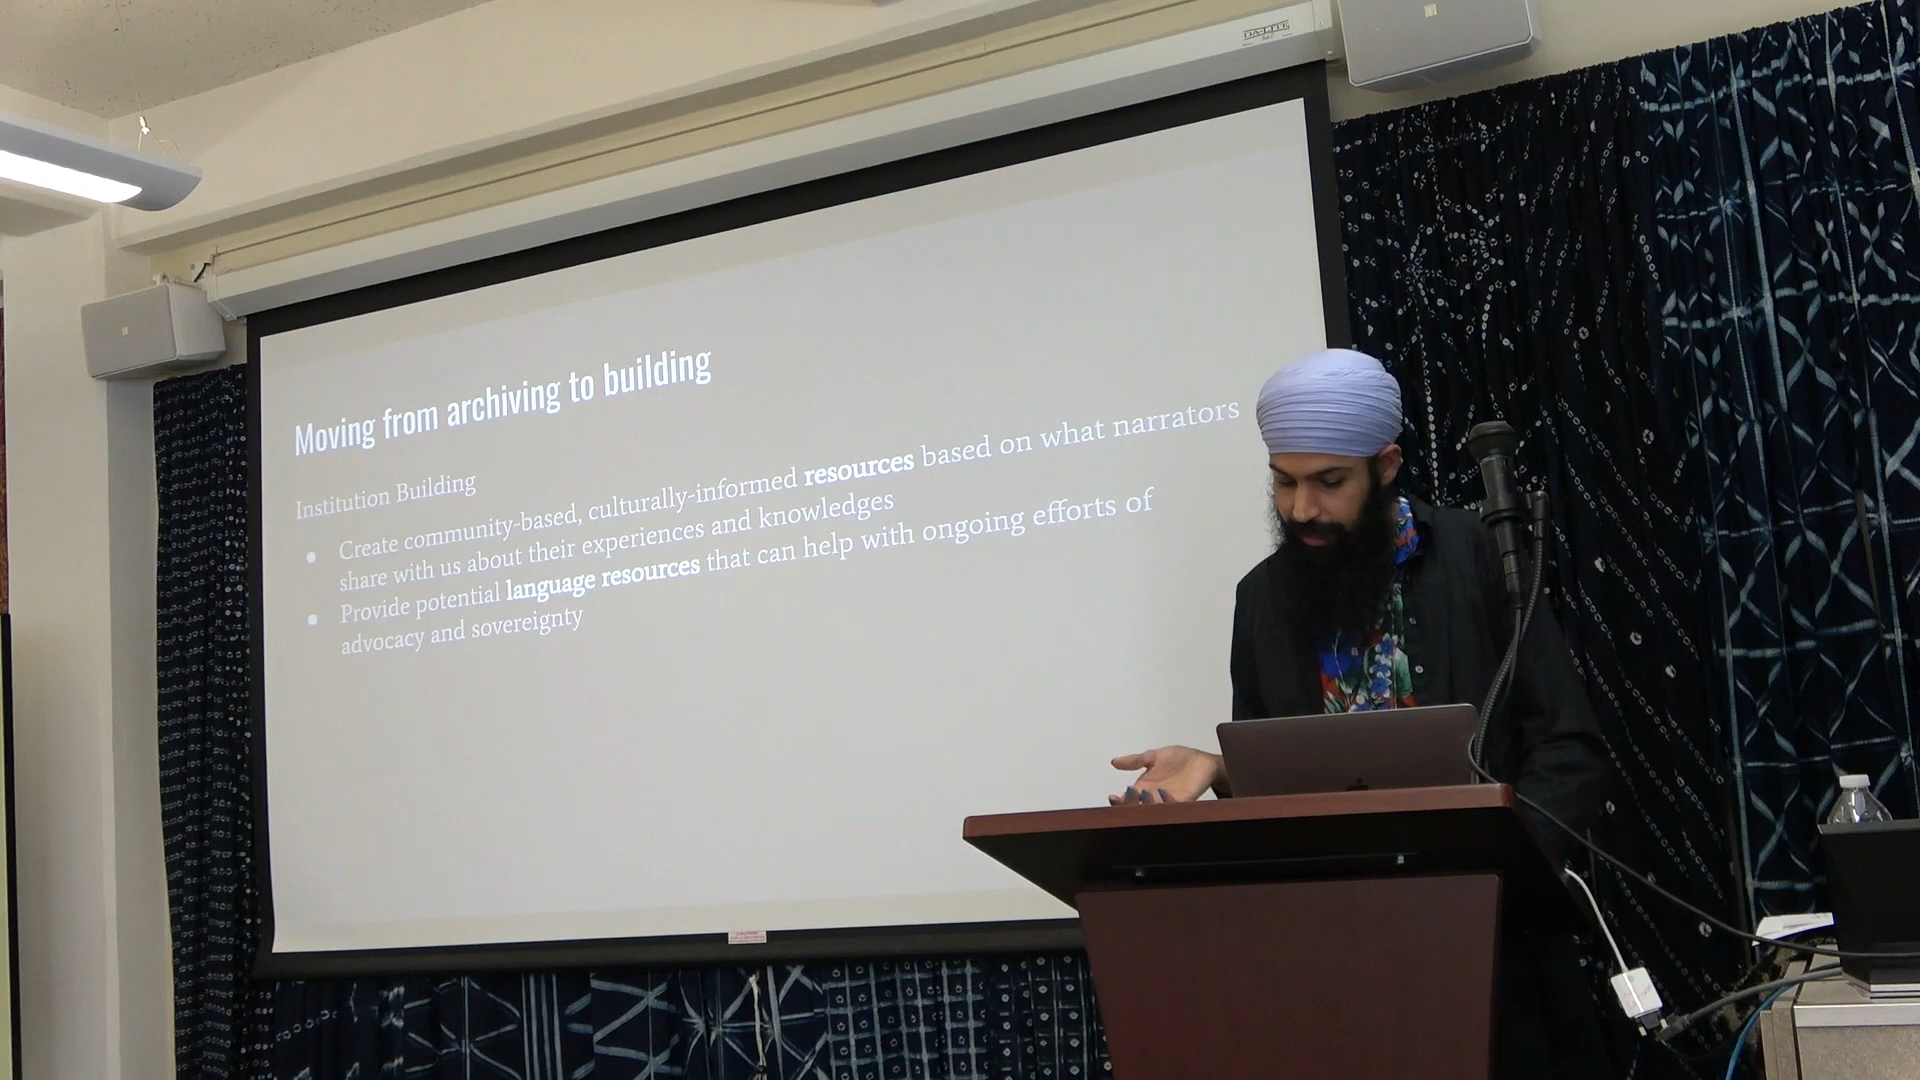 DA-LITE
Moving from archiving to building
Institution Building
● Create community-based, culturally-informed resources based on what narrators
share with us about their experiences and knowledges
● Provide potential language resources that can help with ongoing efforts of
advocacy and sovereignty